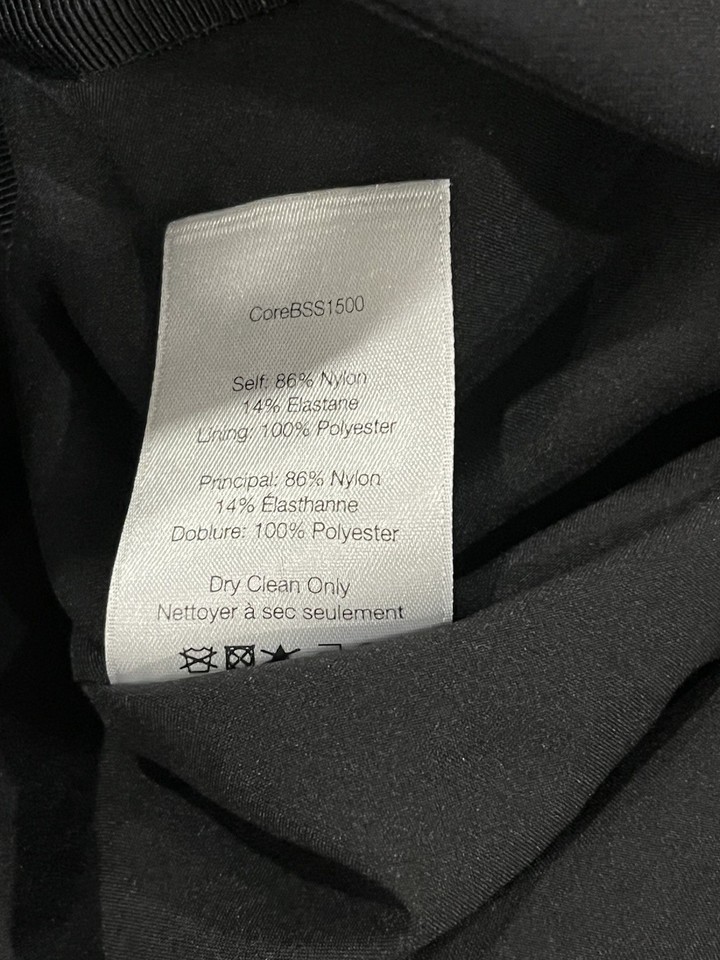 CoreBSS1500
Self: 86% Nylon
14% Elastane
Lining: 100% Polyester
Principal: 86% Nylon
14% Élasthanne
Doblure: 100% Polyester
Dry Clean Only
Nettoyer à sec seulement